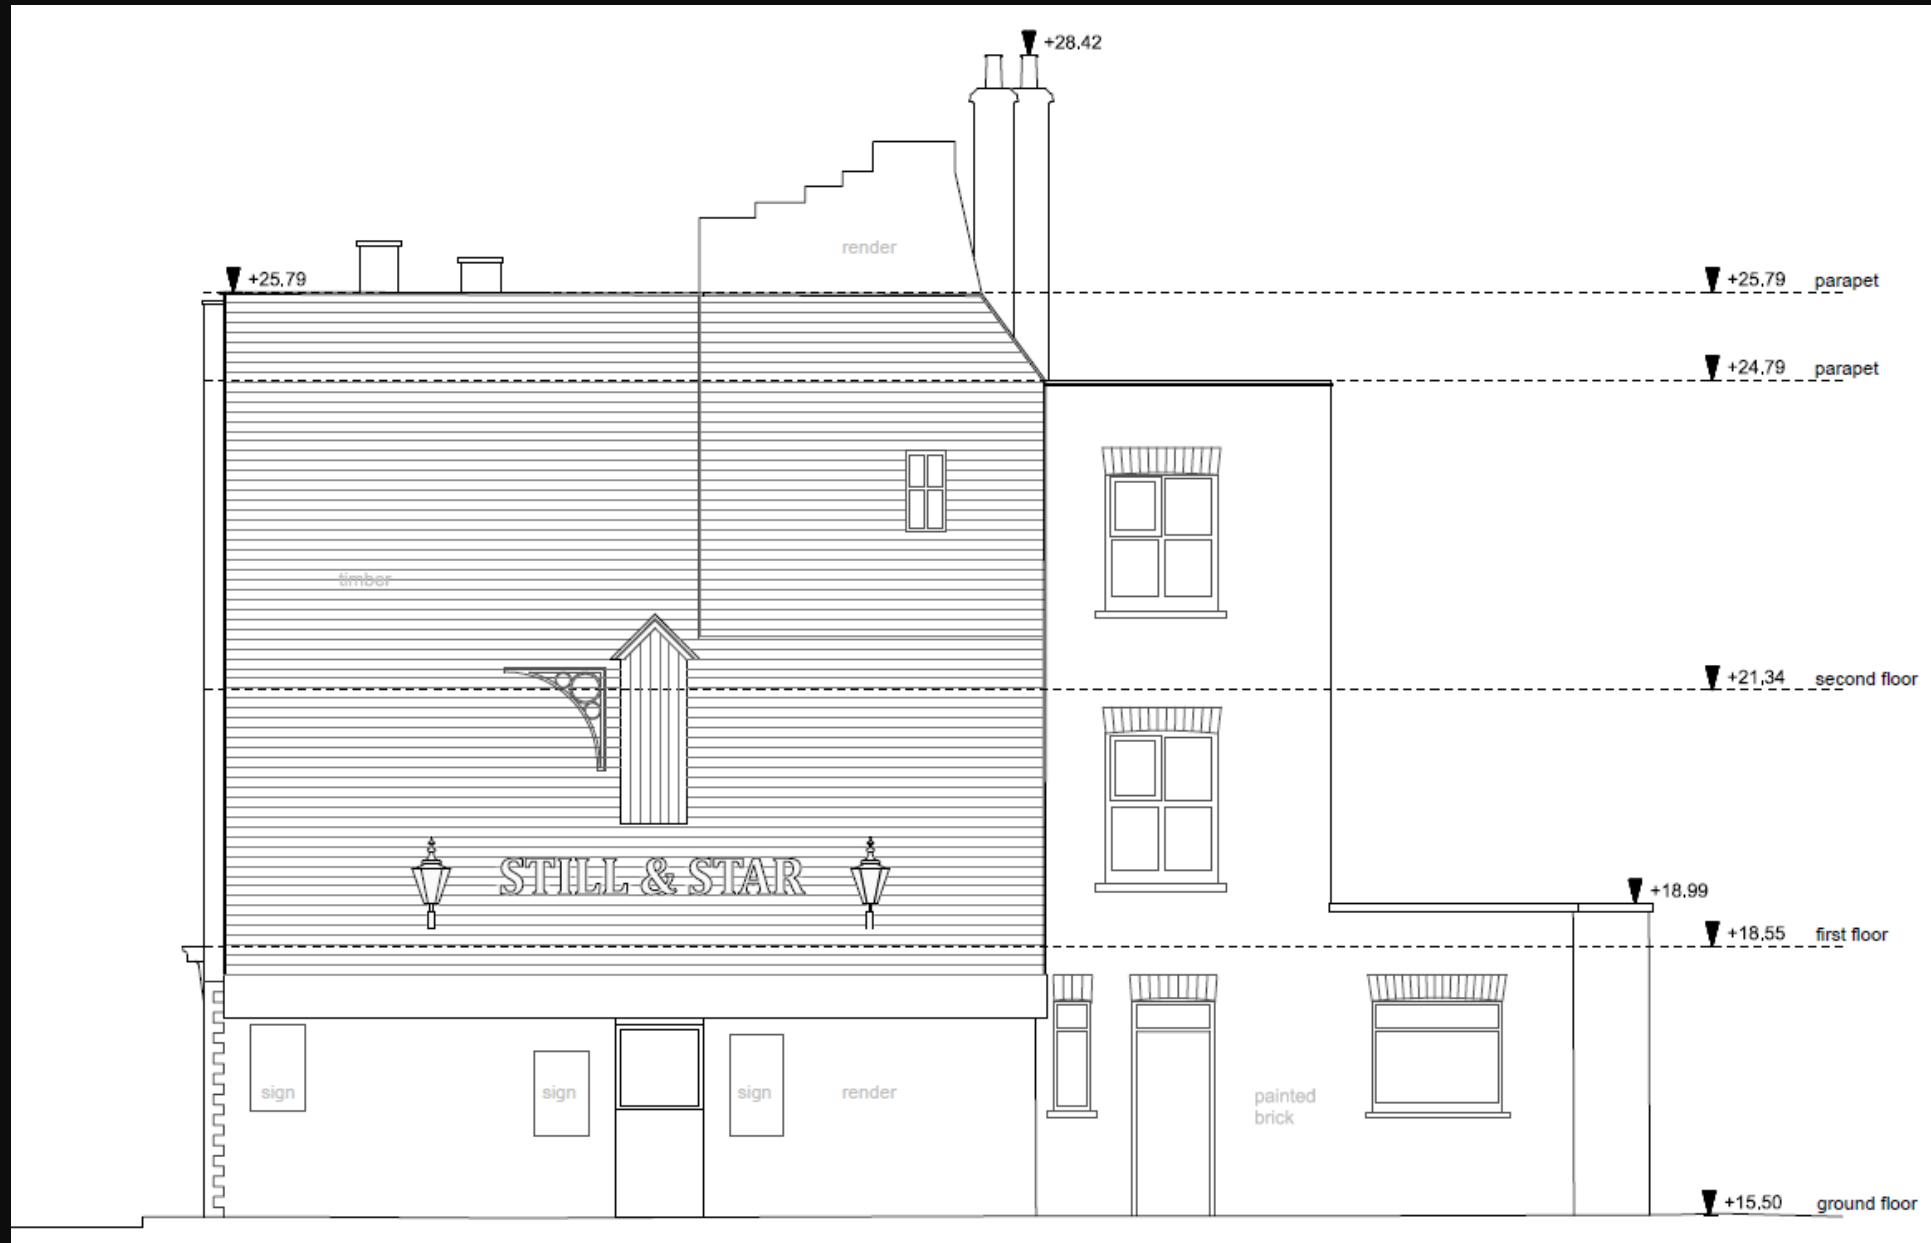 +28.42
render
+25.79
+25.79 parapet
+24.79 parapet
timber
+21.34 second floor
STILL & STAR
+18.99
+18.55 first floor
sign
sign
sign
render
painted
brick
+15.50 ground floor